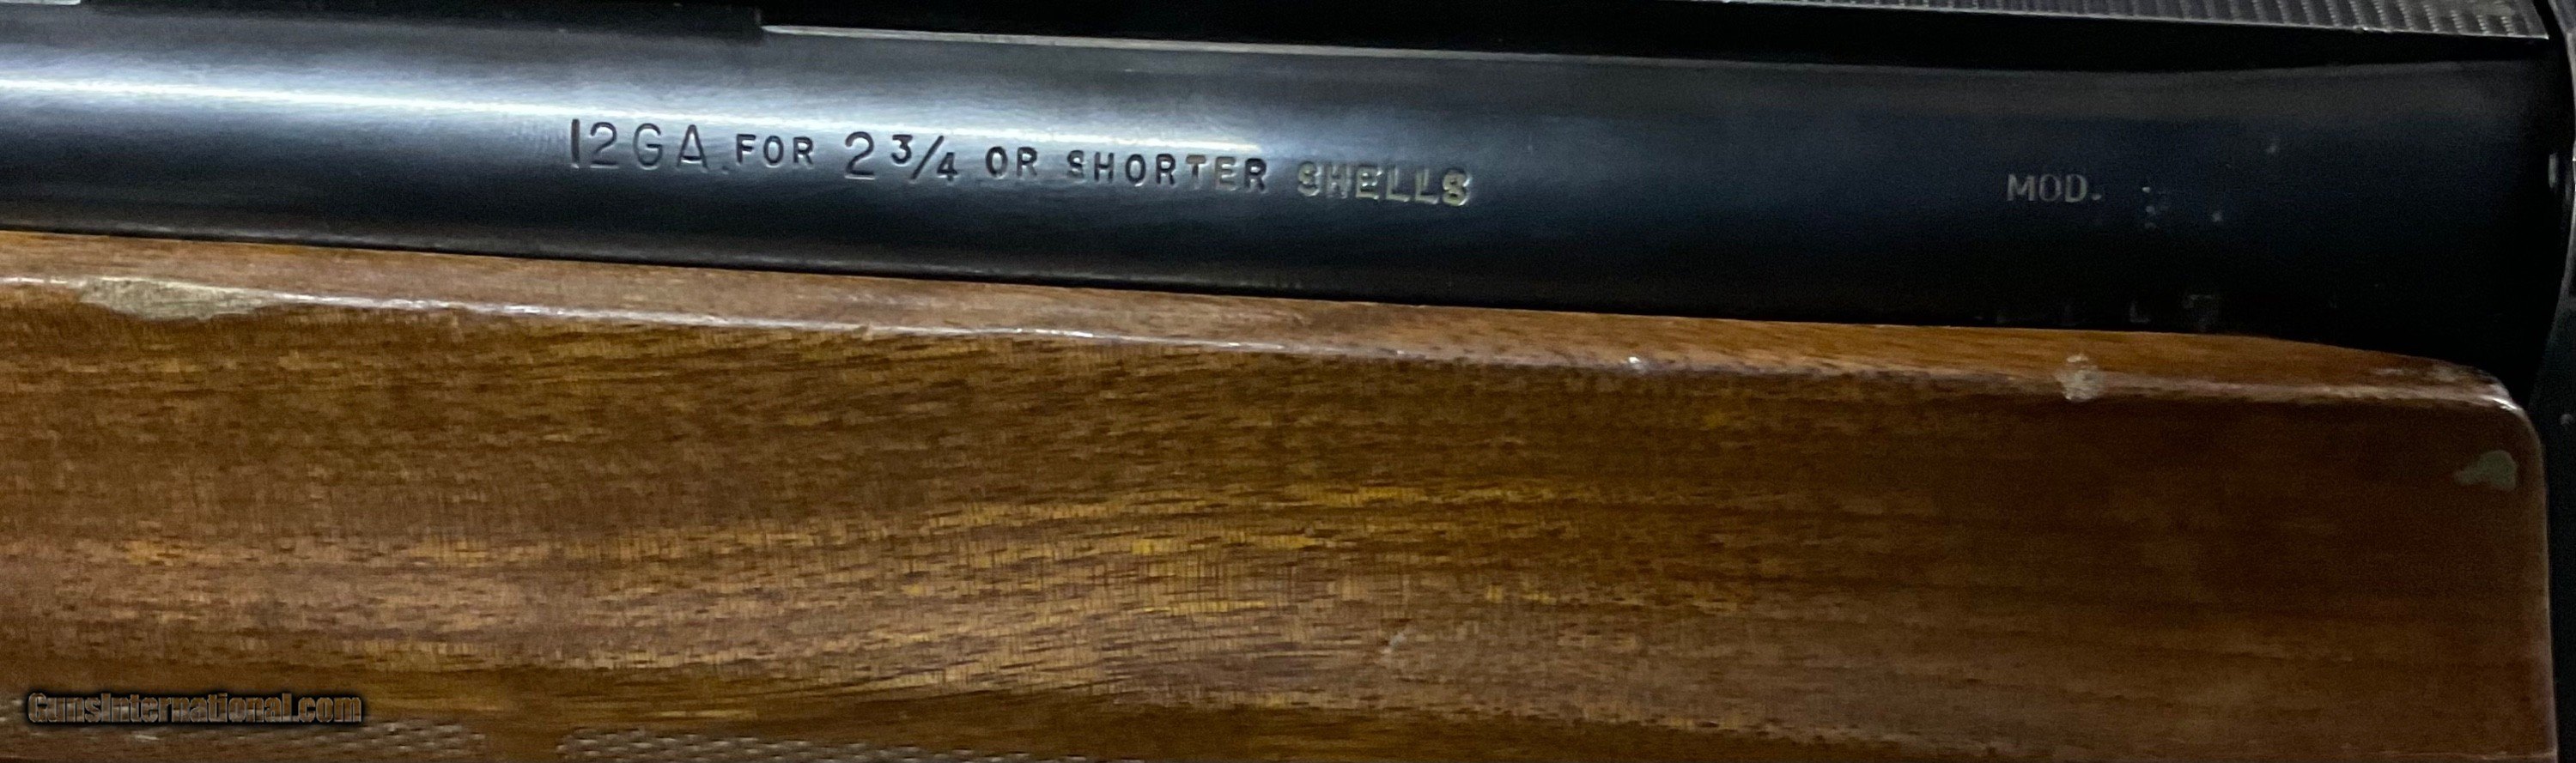 12GA. FOR 2 3/4 OR SHORTER SHELLS
MOD.
GunsInternational.com